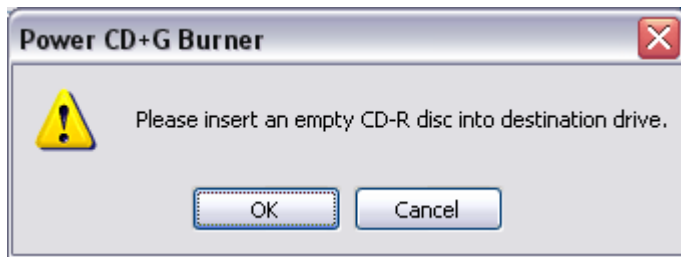 Power CD+G Burner
Please insert an empty CD-R disc into destination drive.
OK
Cancel